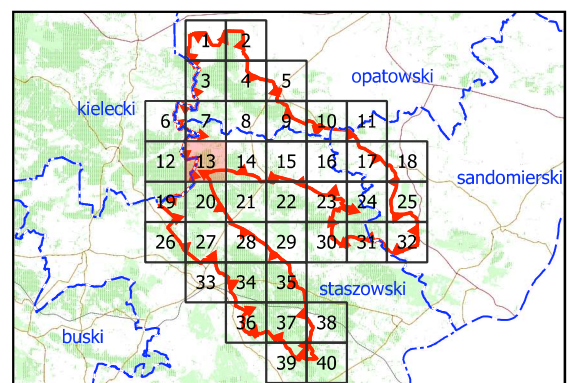 1 2
3 4 5
opatowski
kielecki
6 7 8 9 10 11
12 13 14 15 16 17 18
sandomierski
19 20 21 22 23 24 25
26 27 28 29 30 31 32
33 34 35
staszowski
36 37 38
buski
39 40